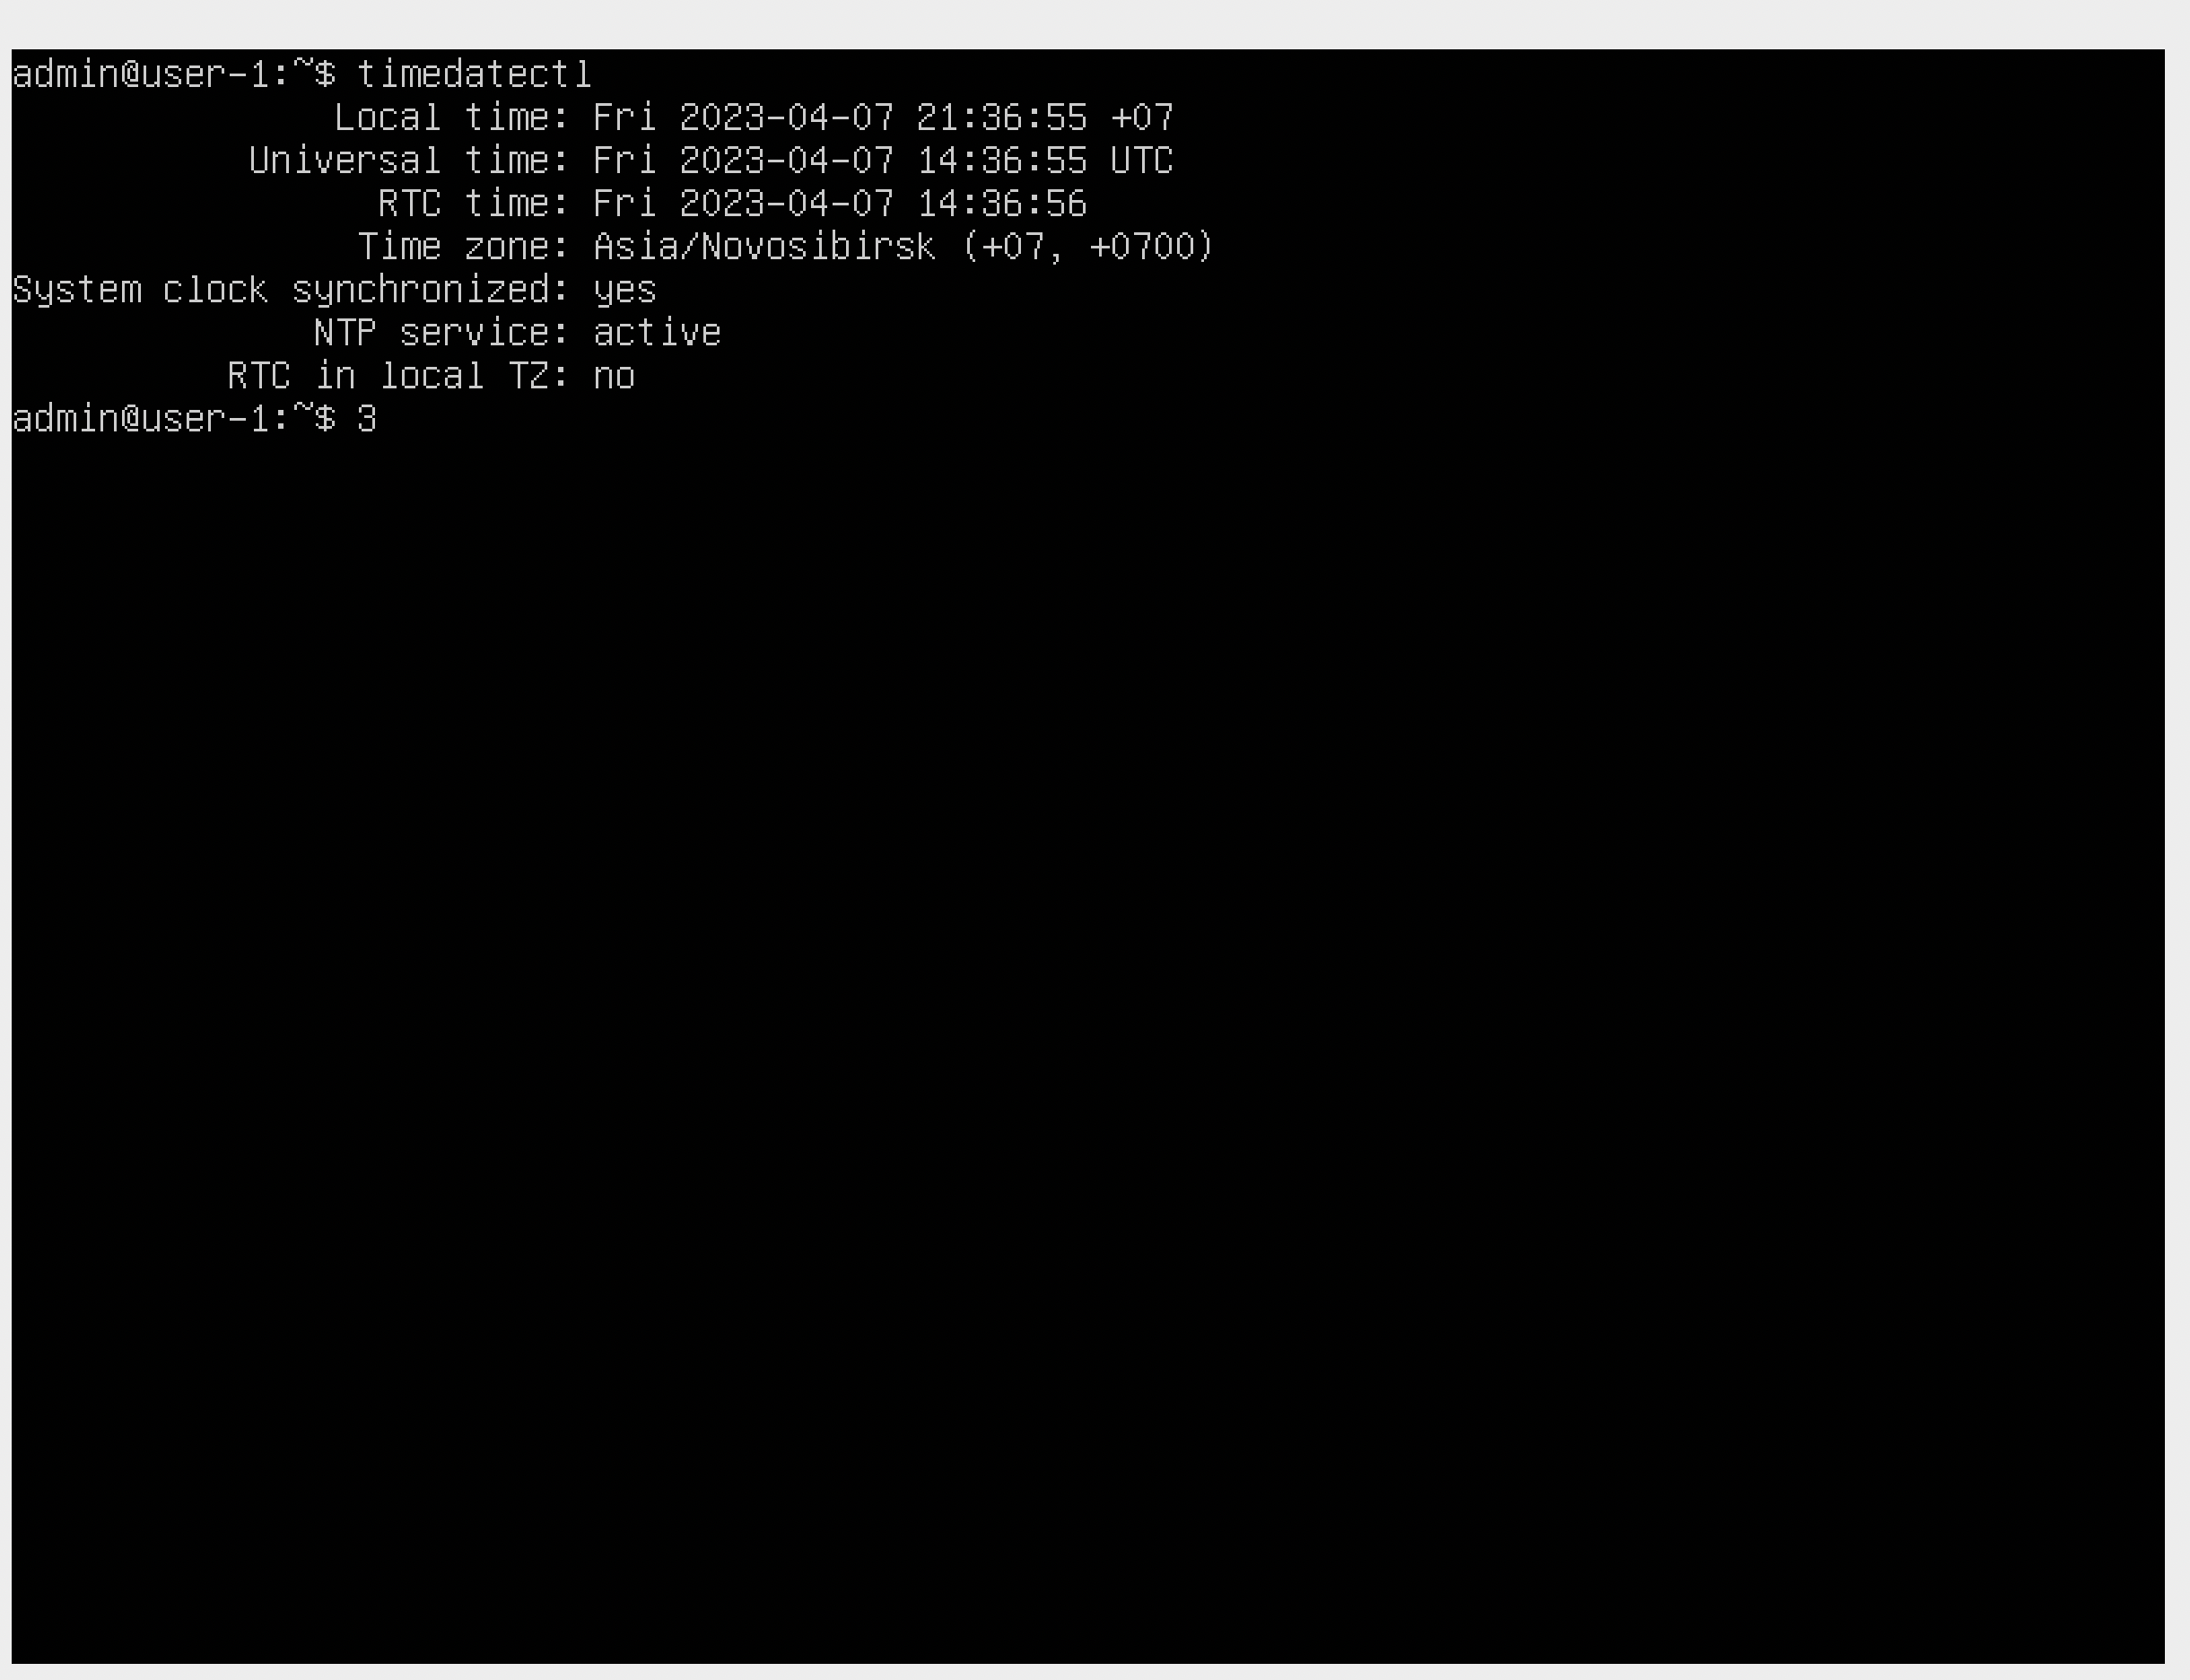 admin@user-1:~$ timedatectl
Local time: Fri 2023-04-07 21:36:55 +07
Universal time: Fri 2023-04-07 14:36:55 UTC
RTC time: Fri 2023-04-07 14:36:56
Time zone: Asia/Novosibirsk (+07, +0700)
System clock synchronized: yes
NTP service: active
RTC in local TZ: no
admin@user-1:~$ 3